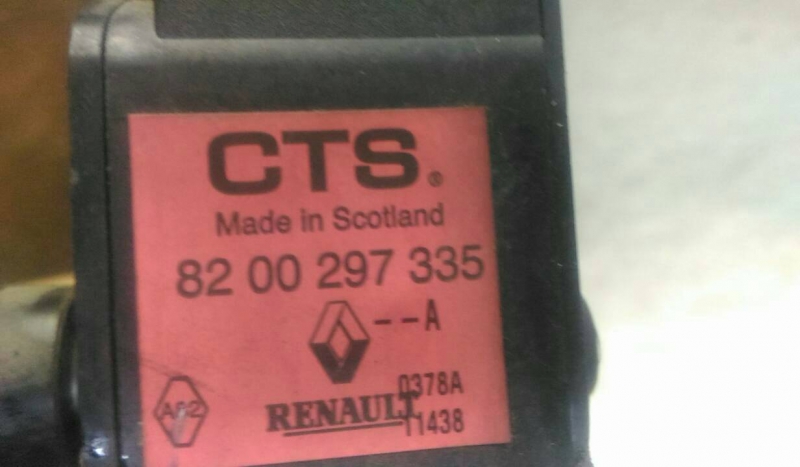 CTS®
Made in Scotland
82 00 297 335
--A
0378A
RENAULT
11438